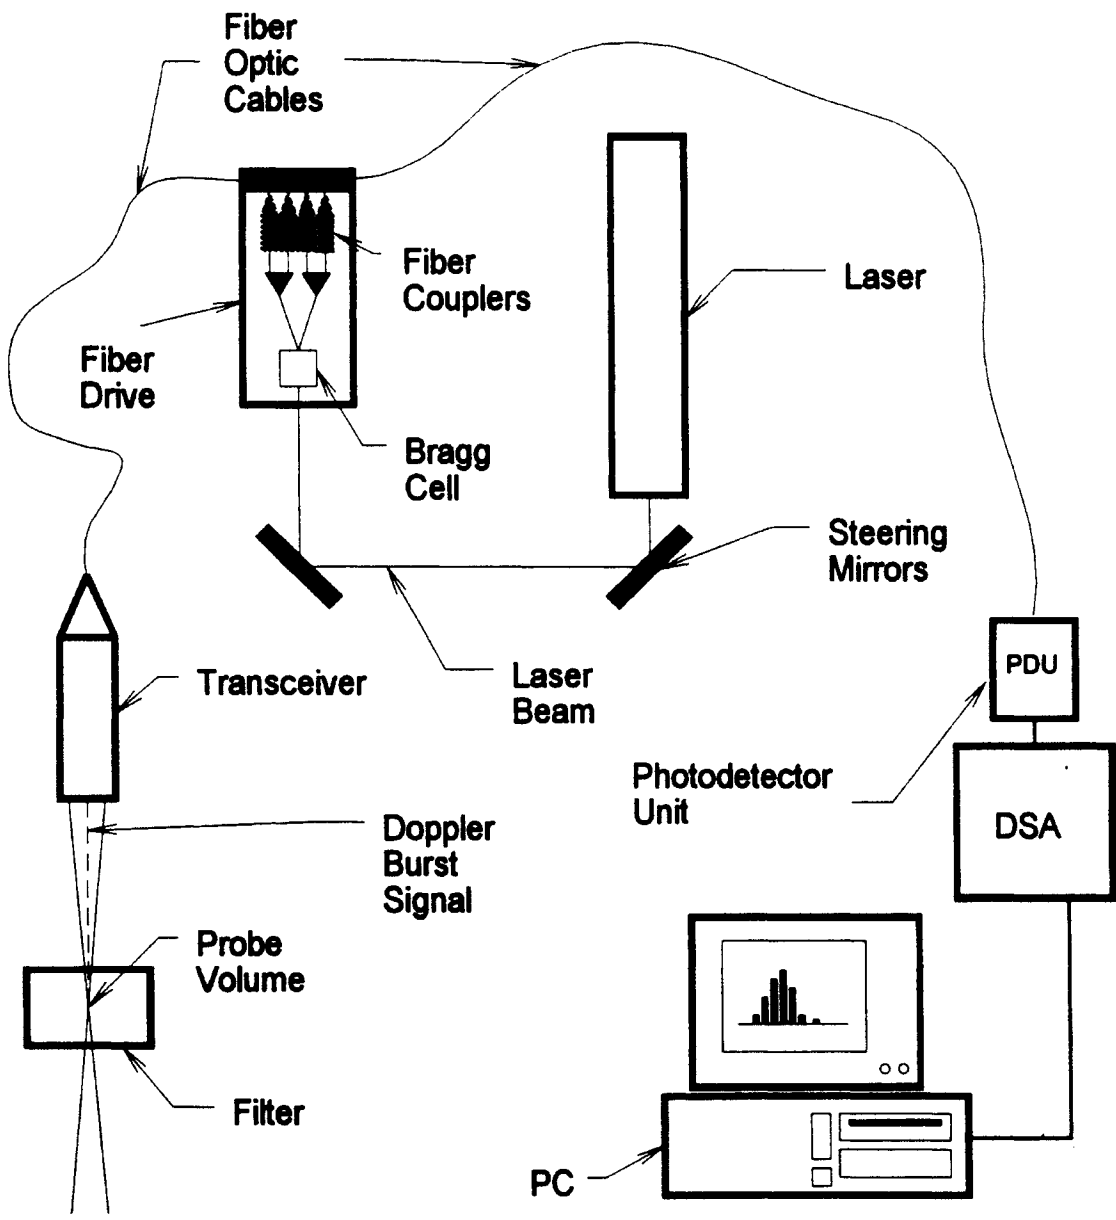 Fiber
Optic
Cables
Fiber
Couplers
Laser
Fiber
Drive
Bragg
Cell
Steering
Mirrors
Transceiver
Laser
Beam
PDU
Photodetector
Unit
DSA
Doppler
Burst
Signal
Probe
Volume
Filter
PC